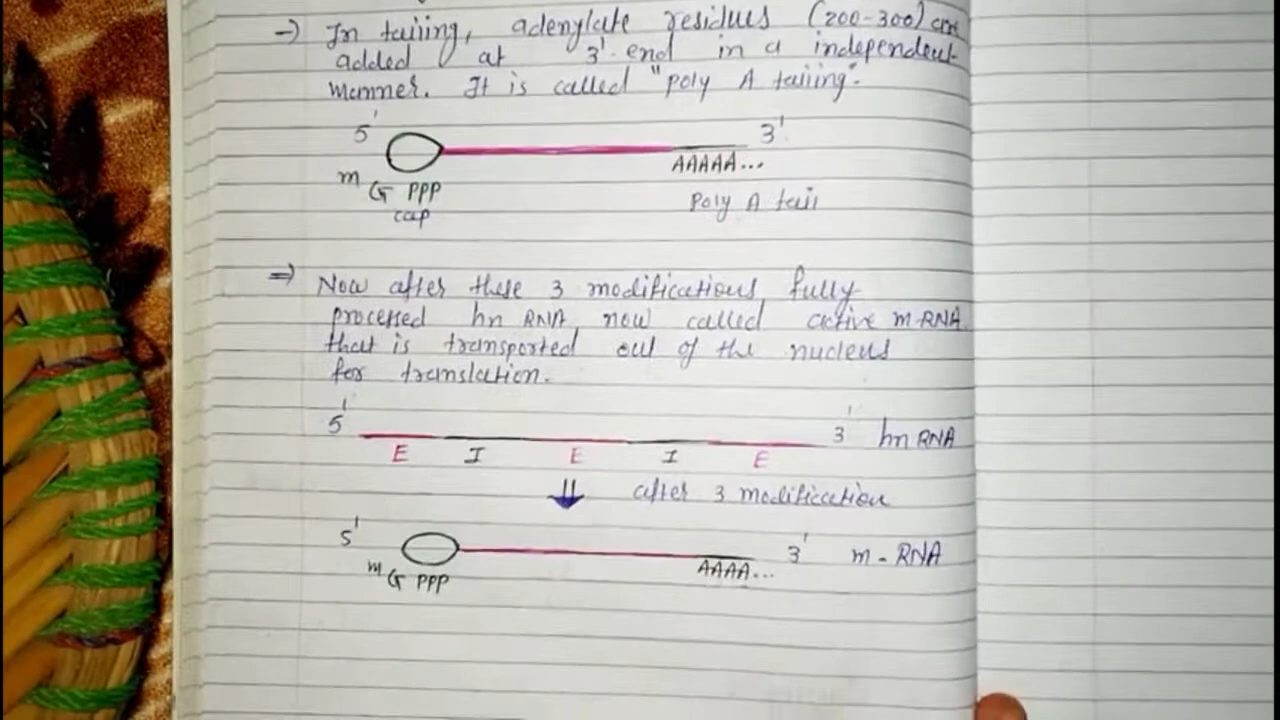 → In tailing, adenylate residues (200-300) are
added at 3' end in a independent
manner. It is called "poly A tailing".
5' 3'
AAAAA...
m G PPP
cap Poly A tail
⇒ Now after these 3 modifications, fully
processed hn RNA, now called active m-RNA
that is transported out of the nucleus
for translation.
5' 3' hn RNA
E I E I E
⇓ after 3 modification
5' 3' m - RNA
m G PPP AAAA...